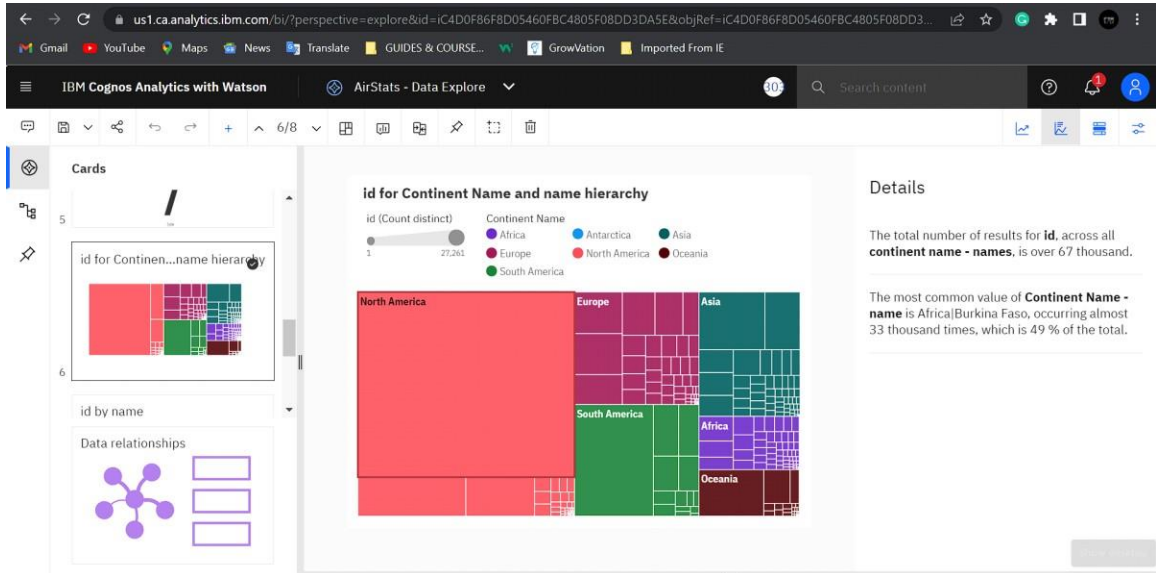 us1.ca.analytics.ibm.com/bi/?perspective=explore&id=iC4D0F86F8D05460FBC4805F08DD3DA5E&objRef=iC4D0F86F8D05460FBC4805F08DD3...
Gmail YouTube Maps News Translate GUIDES & COURSE... GrowVation Imported From IE
IBM Cognos Analytics with Watson AirStats - Data Explore Search content 1
6/8
Cards
5
id for Continen...name hierarchy
6
id by name
Data relationships
id for Continent Name and name hierarchy
id (Count distinct) Continent Name
Africa Antarctica Asia
1 27,261 Europe North America Oceania
South America
North America Europe Asia
South America
Africa
Oceania
Details
The total number of results for id, across all
continent name - names, is over 67 thousand.
The most common value of Continent Name -
name is Africa|Burkina Faso, occurring almost
33 thousand times, which is 49 % of the total.